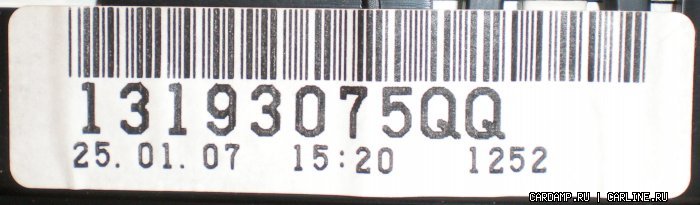 13193075QQ
25.01.07 15:20 1252
CARDAMP.RU | CARLINE.RU